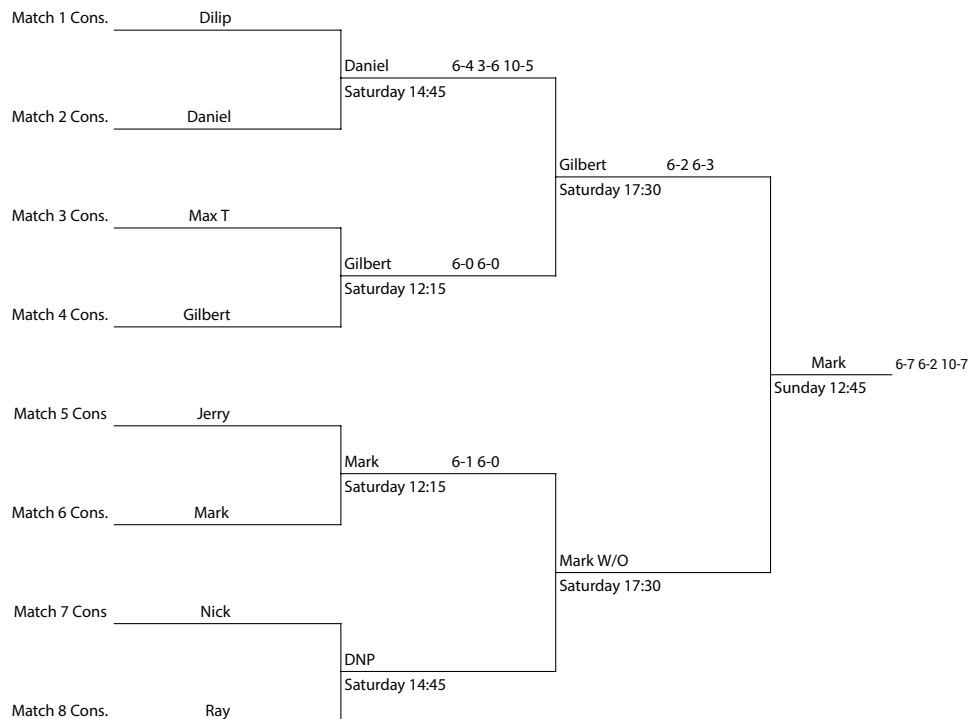 Match 1 Cons. Dilip
Daniel 6-4 3-6 10-5
Saturday 14:45
Match 2 Cons. Daniel
Gilbert 6-2 6-3
Saturday 17:30
Match 3 Cons. Max T
Gilbert 6-0 6-0
Saturday 12:15
Match 4 Cons. Gilbert
Mark 6-7 6-2 10-7
Sunday 12:45
Match 5 Cons Jerry
Mark 6-1 6-0
Saturday 12:15
Match 6 Cons. Mark
Mark W/O
Saturday 17:30
Match 7 Cons Nick
DNP
Saturday 14:45
Match 8 Cons. Ray